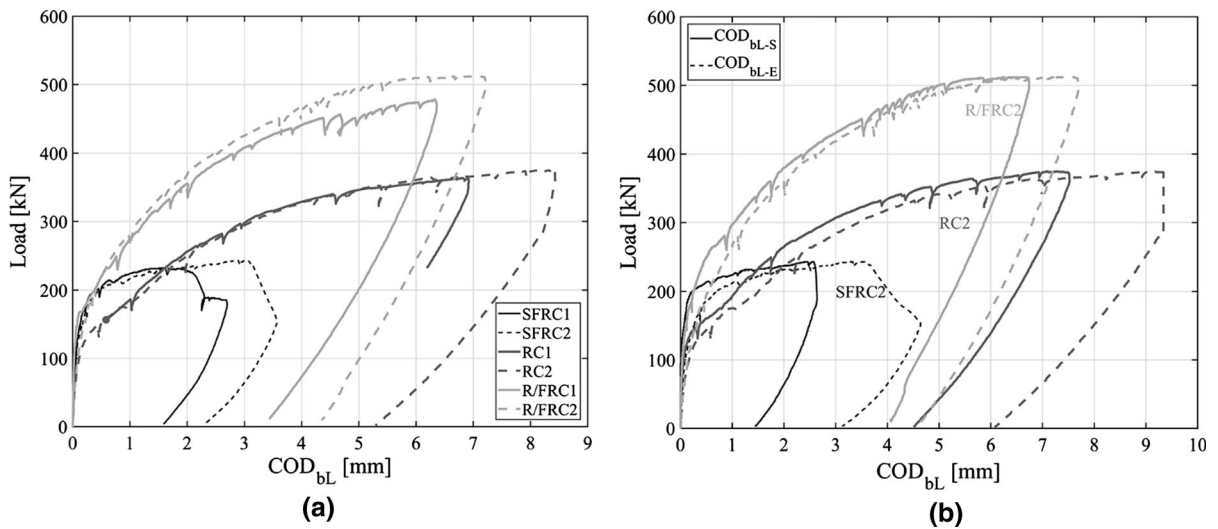 600
500
400
300
200
100
0
Load [kN]
0 1 2 3 4 5 6 7 8 9
COD_bL [mm]
SFRC1
SFRC2
RC1
RC2
R/FRC1
R/FRC2
(a)
600
500
400
300
200
100
0
Load [kN]
COD_bL-S
COD_bL-E
R/FRC2
RC2
SFRC2
0 1 2 3 4 5 6 7 8 9 10
COD_bL [mm]
(b)